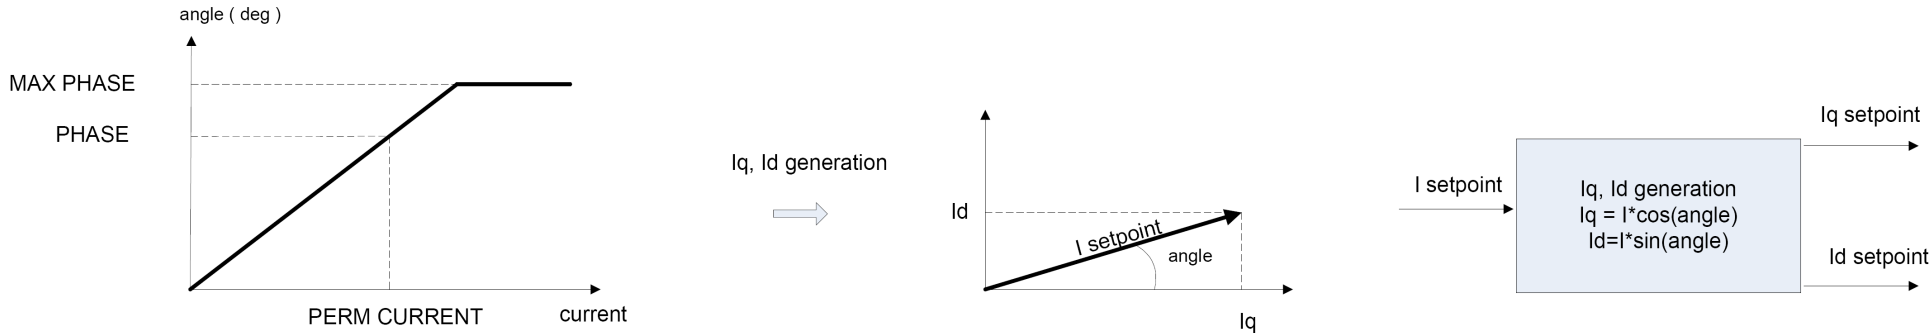 angle ( deg )
MAX PHASE
PHASE
PERM CURRENT
current
Iq, Id generation
Id
I setpoint
angle
Iq
I setpoint
Iq, Id generation
Iq = I*cos(angle)
Id=I*sin(angle)
Iq setpoint
Id setpoint